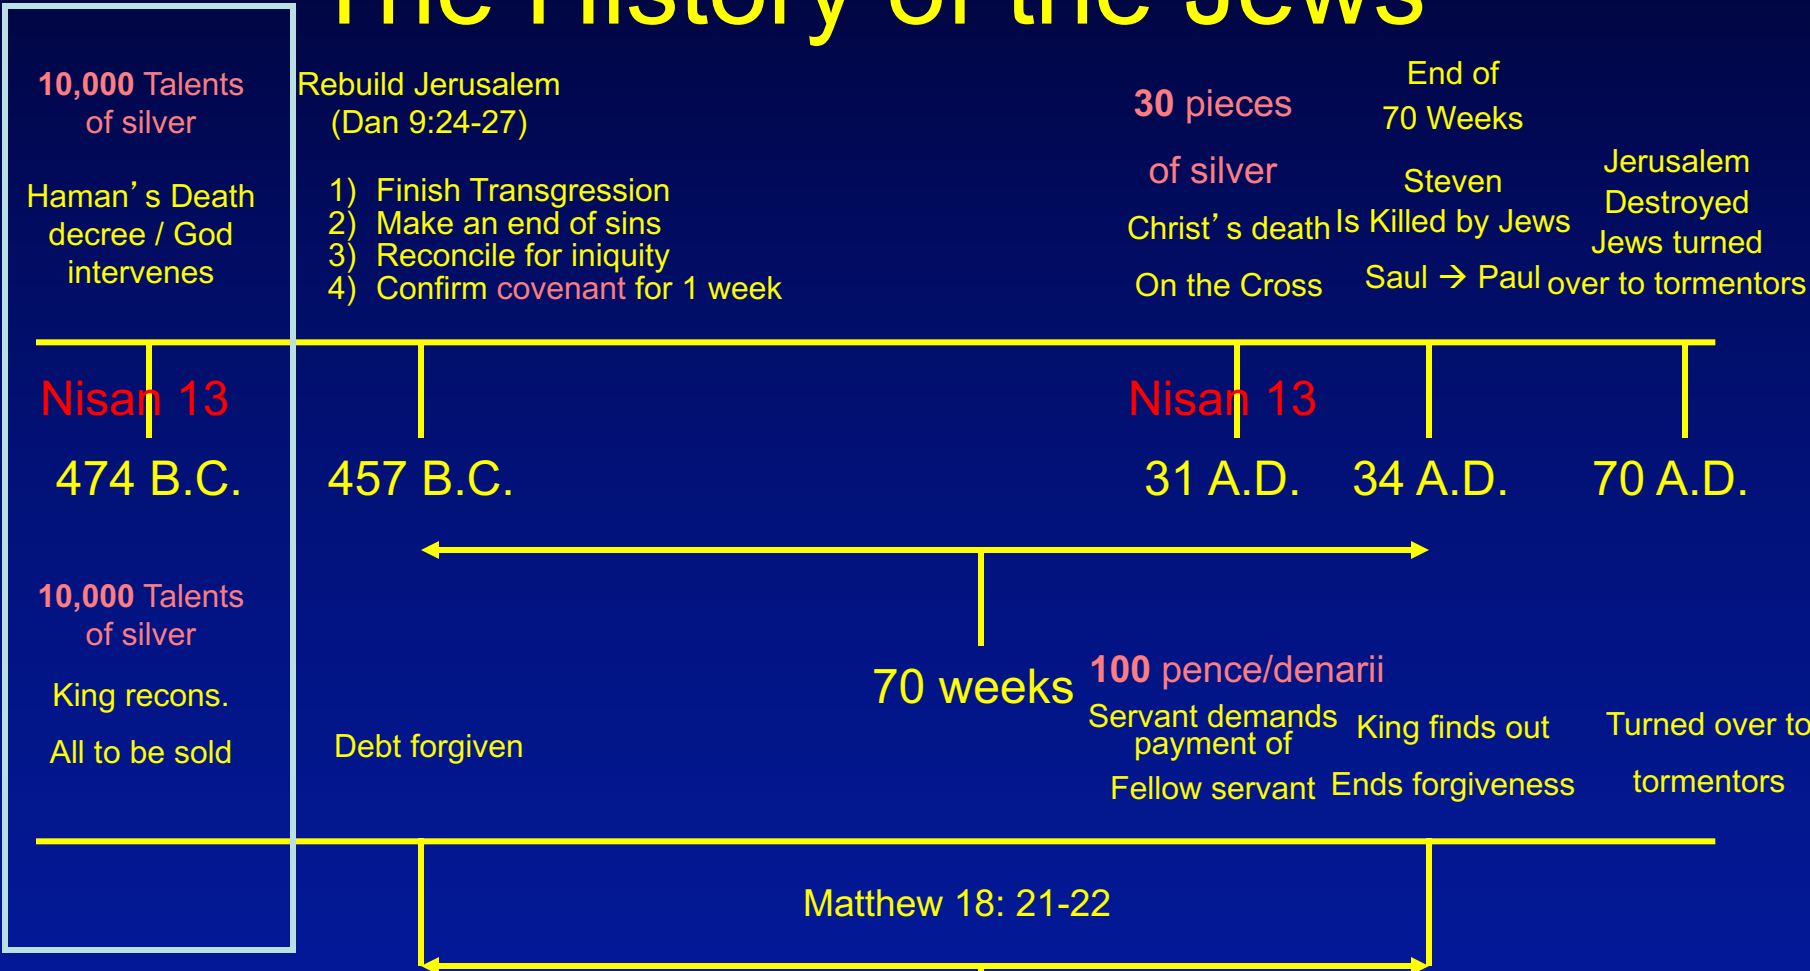 The History of the Jews
10,000 Talents
of silver
Haman’s Death
decree / God
intervenes
Rebuild Jerusalem
(Dan 9:24-27)
1) Finish Transgression
2) Make an end of sins
3) Reconcile for iniquity
4) Confirm covenant for 1 week
30 pieces
of silver
Christ’s death
On the Cross
End of
70 Weeks
Steven
Is Killed by Jews
Saul → Paul
Jerusalem
Destroyed
Jews turned
over to tormentors
Nisan 13
Nisan 13
474 B.C.
457 B.C.
31 A.D.
34 A.D.
70 A.D.
10,000 Talents
of silver
King recons.
All to be sold
Debt forgiven
70 weeks
100 pence/denarii
Servant demands
payment of
Fellow servant
King finds out
Ends forgiveness
Turned over to
tormentors
Matthew 18: 21-22